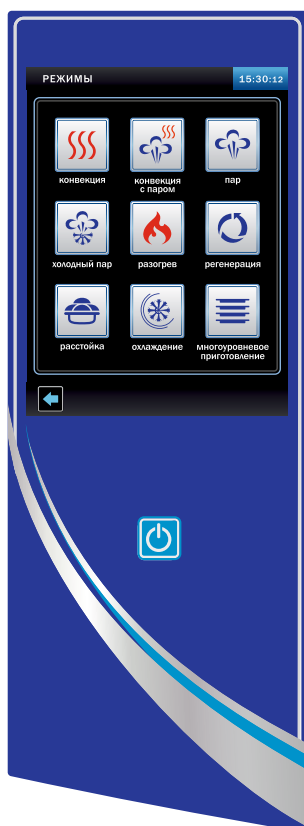 РЕЖИМЫ 15:30:12
конвекция
конвекция
с паром
пар
холодный пар
разогрев
регенерация
расстойка
охлаждение
многоуровневое
приготовление